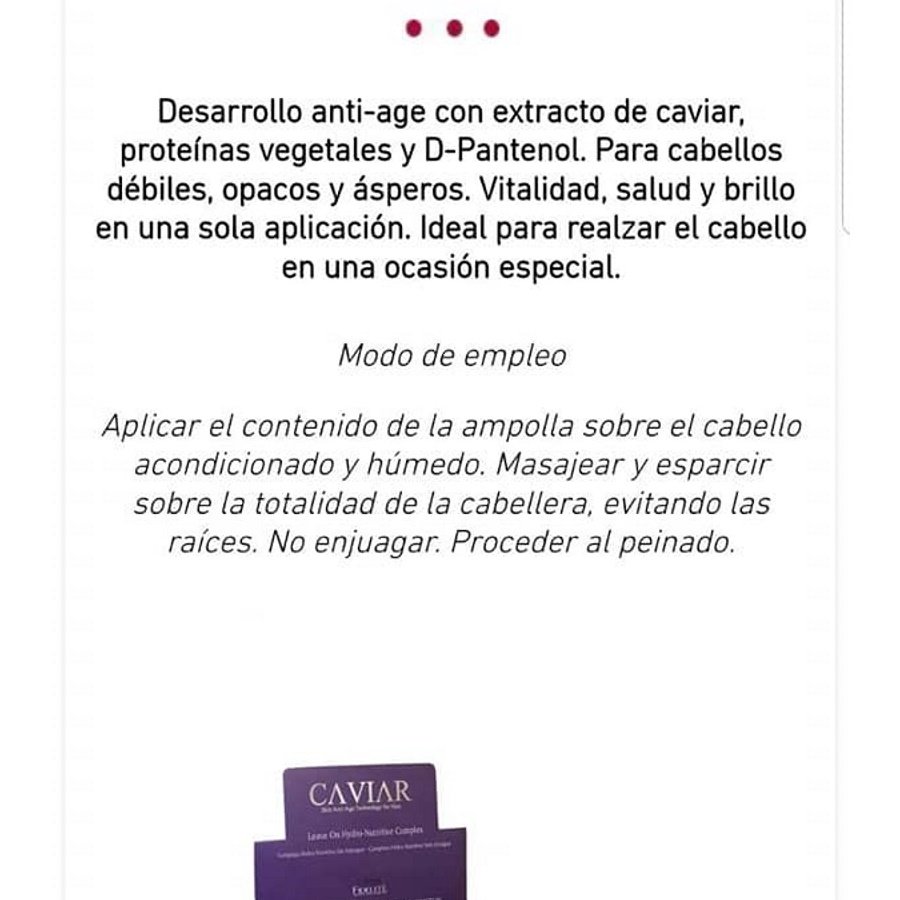 Desarrollo anti-age con extracto de caviar,
proteínas vegetales y D-Pantenol. Para cabellos
débiles, opacos y ásperos. Vitalidad, salud y brillo
en una sola aplicación. Ideal para realzar el cabello
en una ocasión especial.
Modo de empleo
Aplicar el contenido de la ampolla sobre el cabello
acondicionado y húmedo. Masajear y esparcir
sobre la totalidad de la cabellera, evitando las
raíces. No enjuagar. Proceder al peinado.
CAVIAR
Leave On Hydro-Nutritive Complex